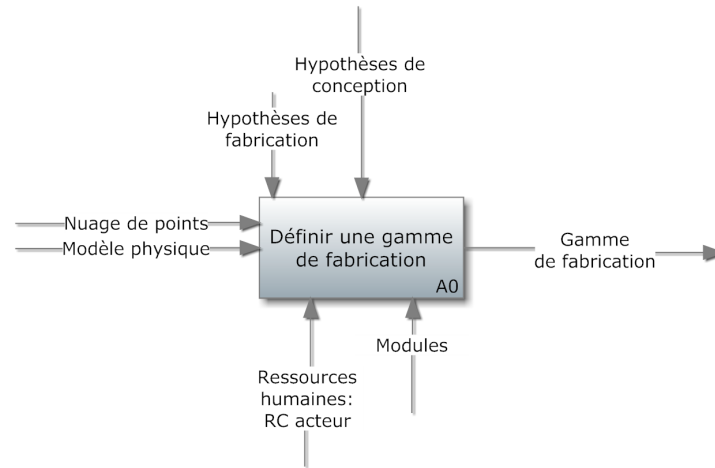 Hypothèses de
conception
Hypothèses de
fabrication
Nuage de points
Modèle physique
Définir une gamme
de fabrication
A0
Gamme
de fabrication
Modules
Ressources
humaines:
RC acteur